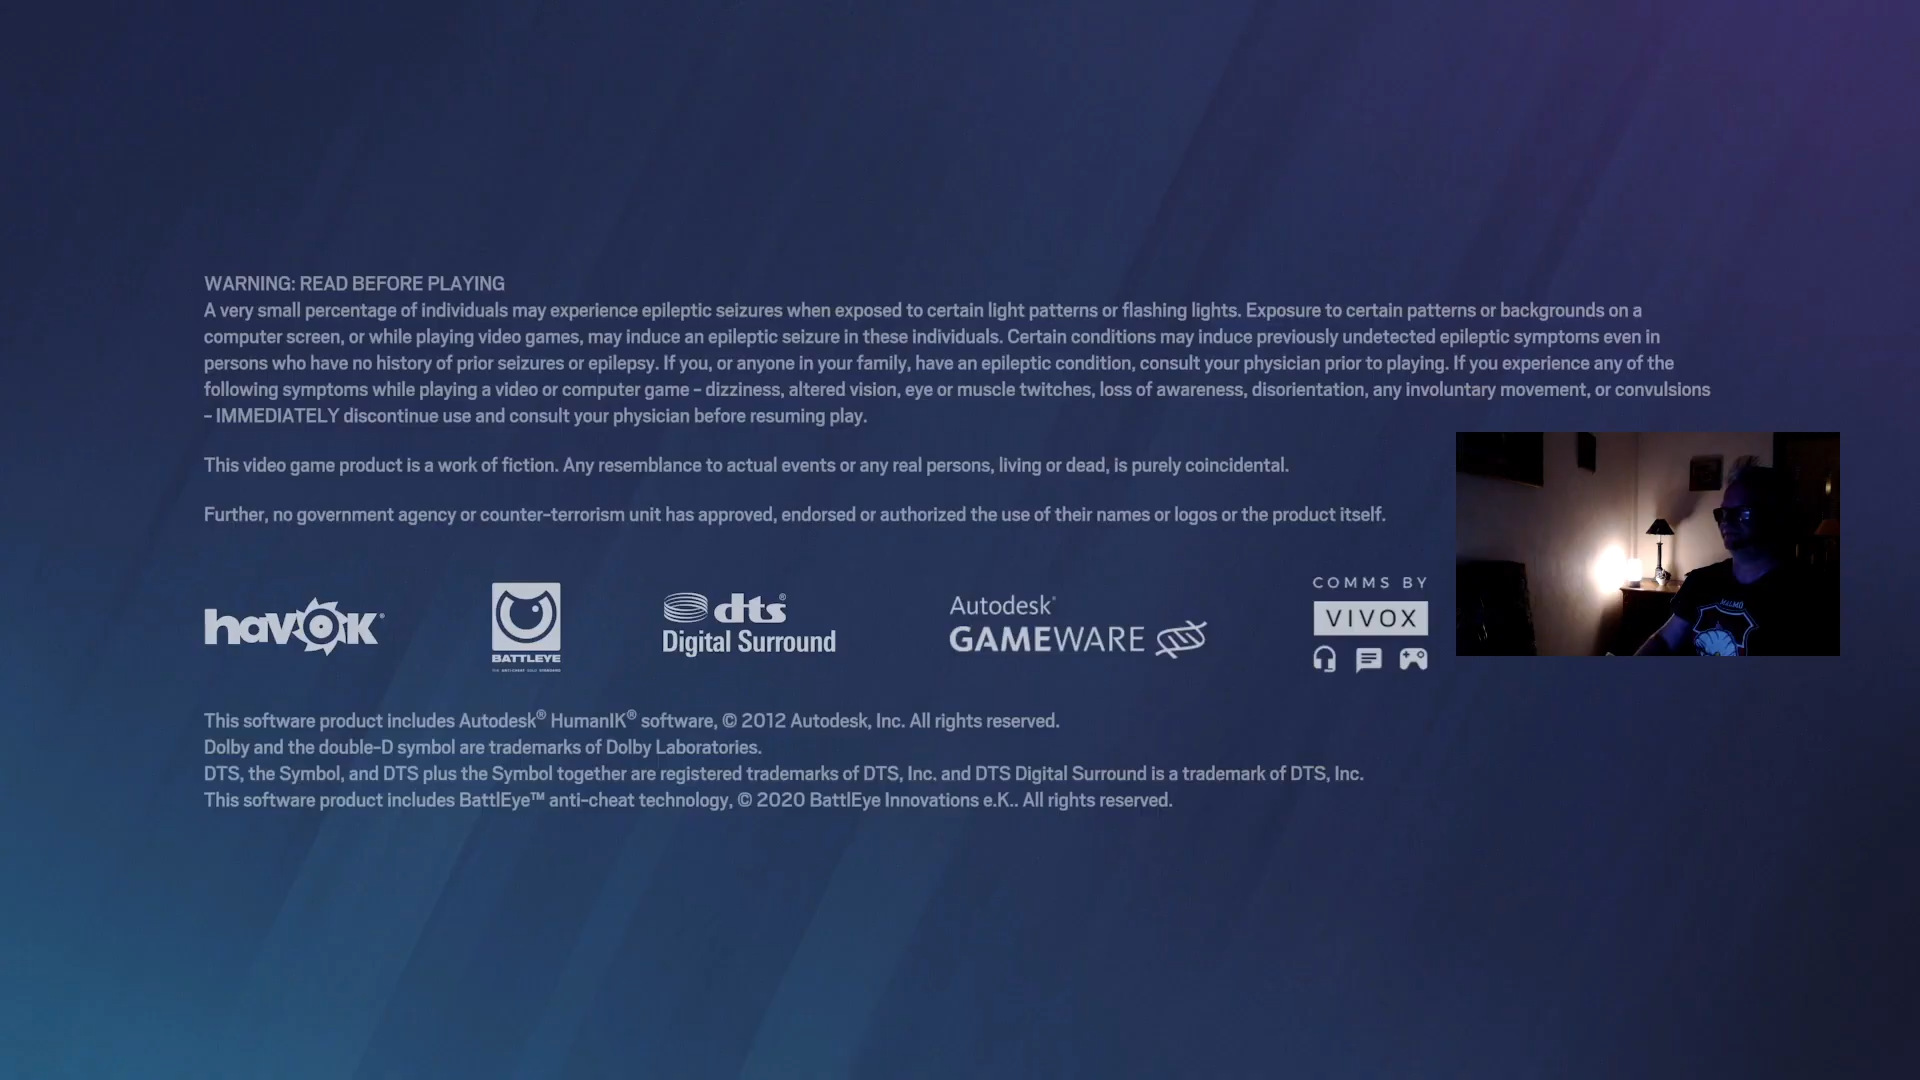 WARNING: READ BEFORE PLAYING
A very small percentage of individuals may experience epileptic seizures when exposed to certain light patterns or flashing lights. Exposure to certain patterns or backgrounds on a
computer screen, or while playing video games, may induce an epileptic seizure in these individuals. Certain conditions may induce previously undetected epileptic symptoms even in
persons who have no history of prior seizures or epilepsy. If you, or anyone in your family, have an epileptic condition, consult your physician prior to playing. If you experience any of the
following symptoms while playing a video or computer game - dizziness, altered vision, eye or muscle twitches, loss of awareness, disorientation, any involuntary movement, or convulsions
- IMMEDIATELY discontinue use and consult your physician before resuming play.
This video game product is a work of fiction. Any resemblance to actual events or any real persons, living or dead, is purely coincidental.
Further, no government agency or counter-terrorism unit has approved, endorsed or authorized the use of their names or logos or the product itself.
havok®
BATTLEYE
dts®
Digital Surround
Autodesk®
GAMEWARE
COMMS BY
VIVOX
MALMÖ
This software product includes Autodesk® HumanIK® software, © 2012 Autodesk, Inc. All rights reserved.
Dolby and the double-D symbol are trademarks of Dolby Laboratories.
DTS, the Symbol, and DTS plus the Symbol together are registered trademarks of DTS, Inc. and DTS Digital Surround is a trademark of DTS, Inc.
This software product includes BattlEye™ anti-cheat technology, © 2020 BattlEye Innovations e.K.. All rights reserved.